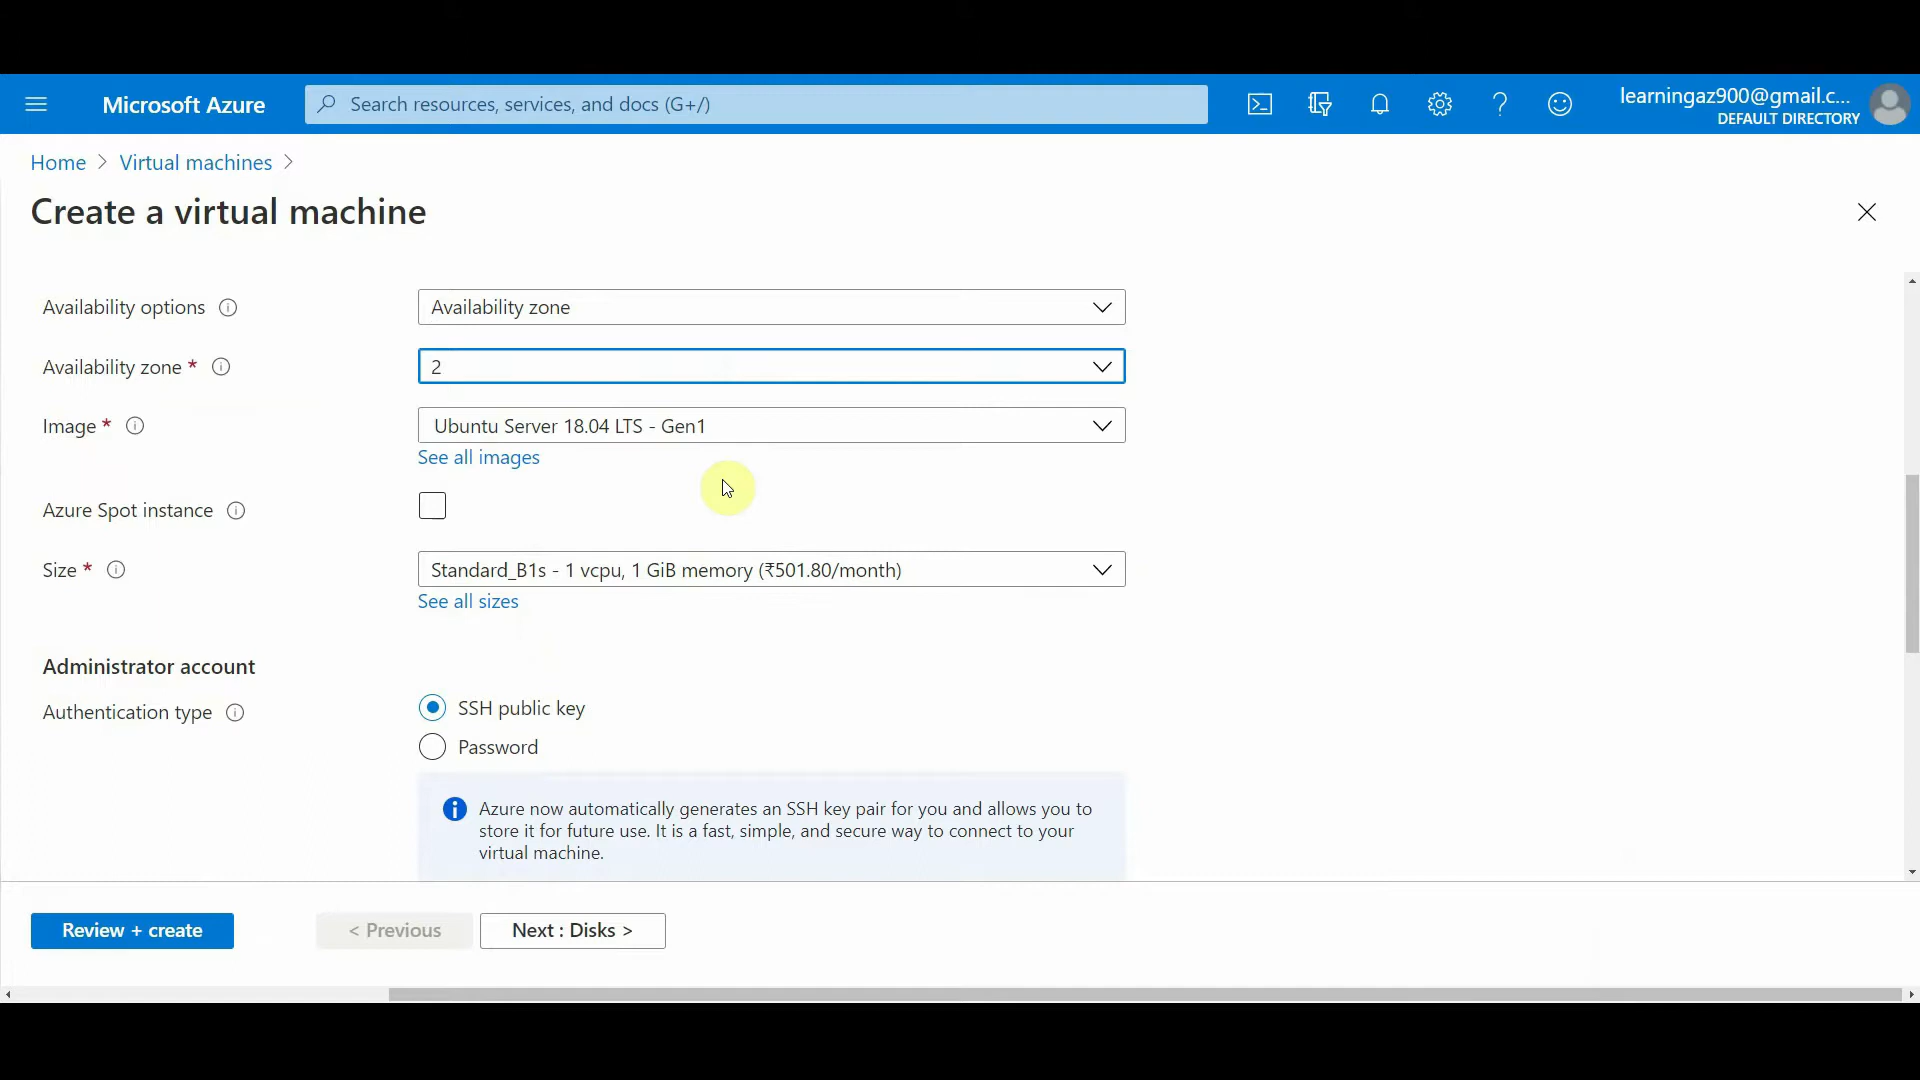 Microsoft Azure
Search resources, services, and docs (G+/)
learningaz900@gmail.c...
DEFAULT DIRECTORY
Home > Virtual machines >
Create a virtual machine
Availability options
Availability zone
Availability zone *
2
Image *
Ubuntu Server 18.04 LTS - Gen1
See all images
Azure Spot instance
Size *
Standard_B1s - 1 vcpu, 1 GiB memory (₹501.80/month)
See all sizes
Administrator account
Authentication type
SSH public key
Password
Azure now automatically generates an SSH key pair for you and allows you to
store it for future use. It is a fast, simple, and secure way to connect to your
virtual machine.
Review + create
< Previous
Next : Disks >